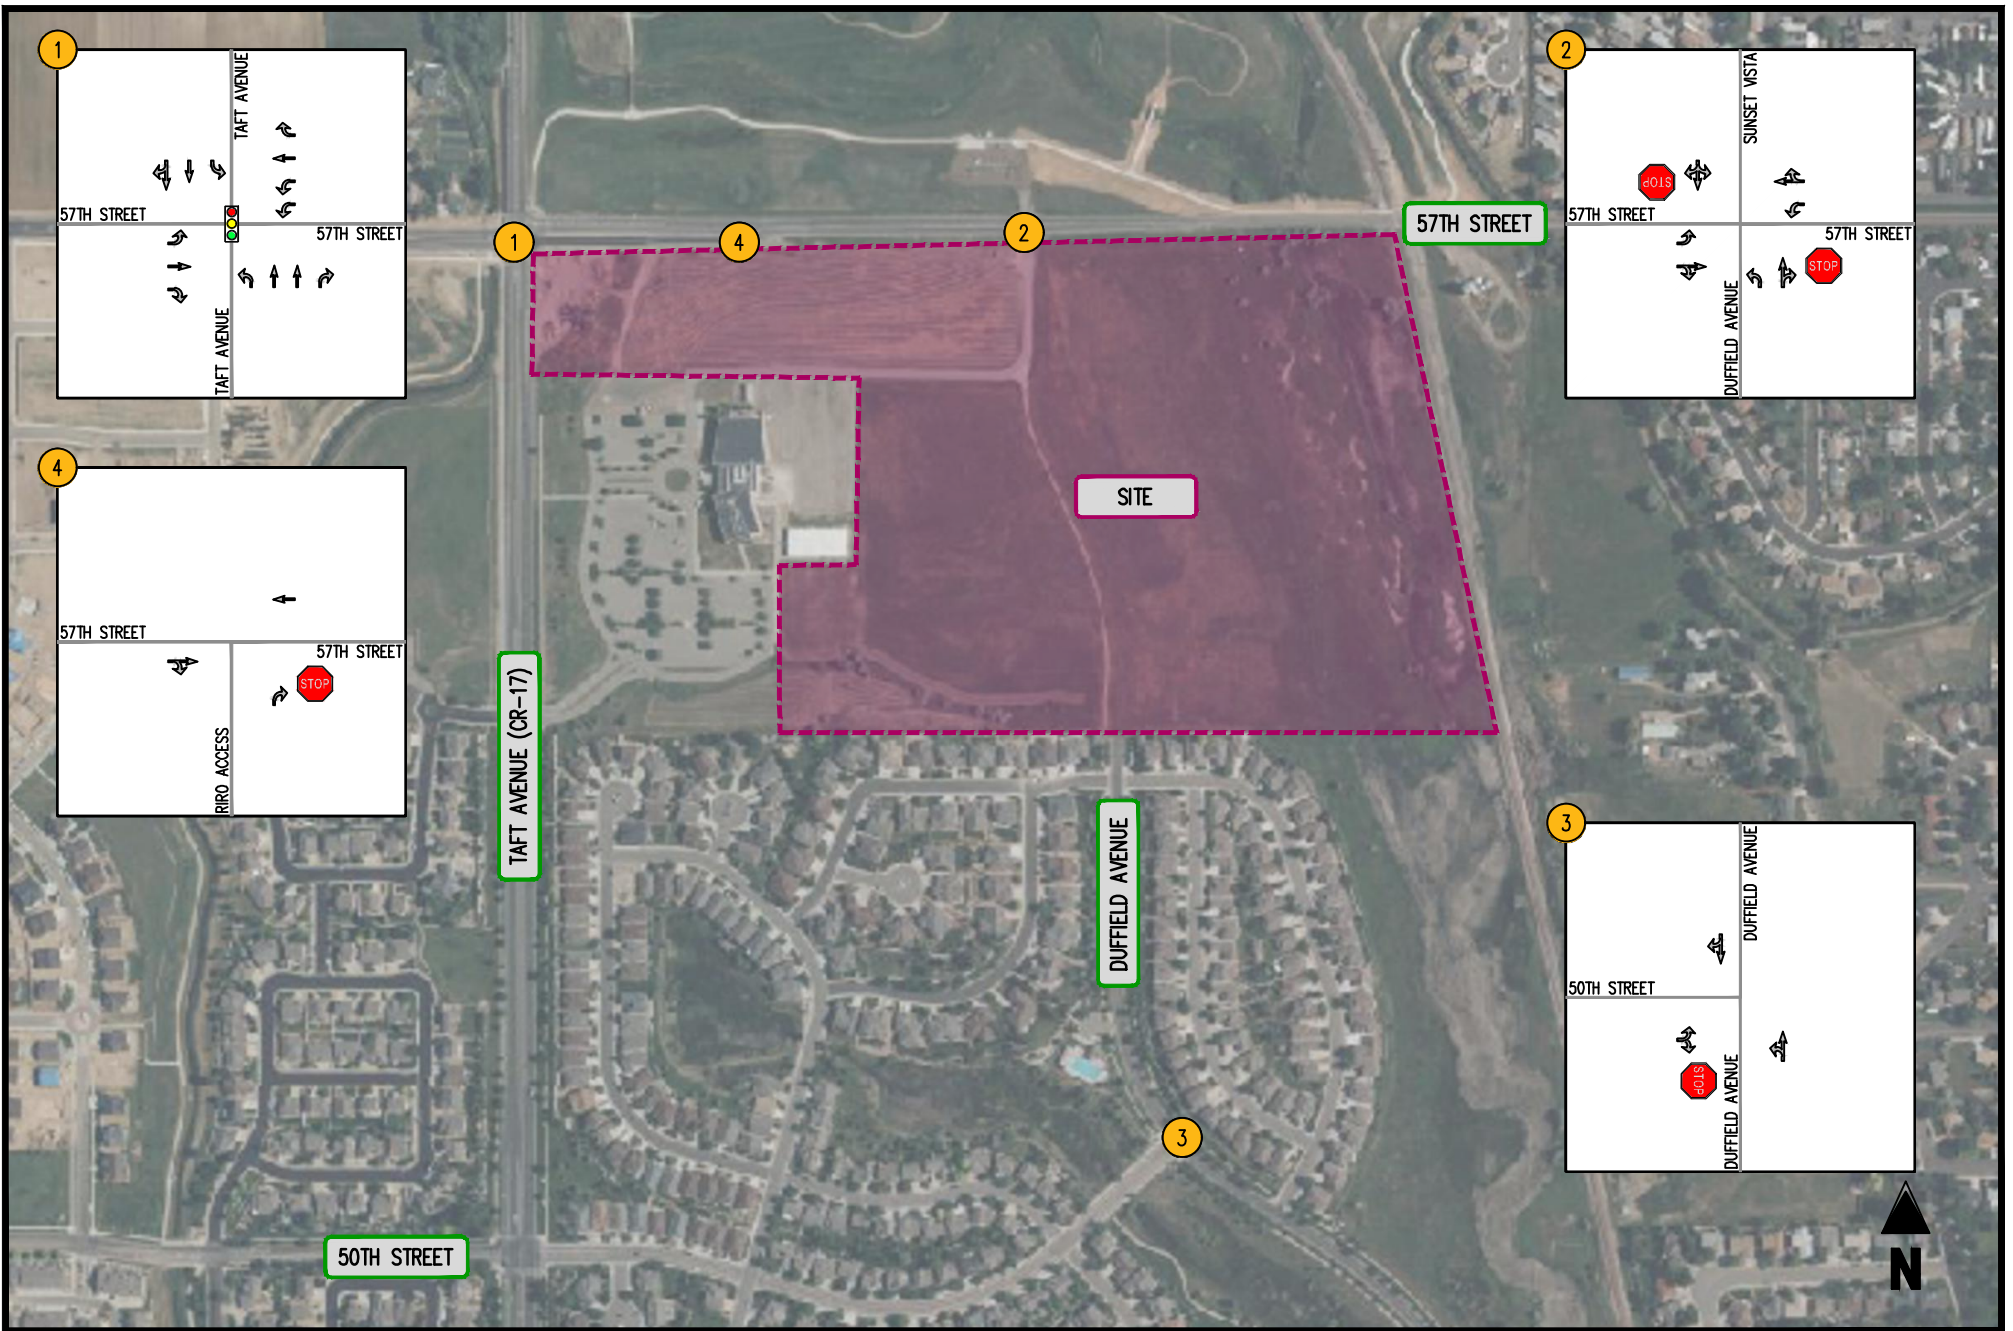 1
TAFT AVENUE
57TH STREET
57TH STREET
TAFT AVENUE
2
SUNSET VISTA
STOP
57TH STREET
57TH STREET
STOP
DUFFIELD AVENUE
1
4
2
57TH STREET
4
57TH STREET
57TH STREET
STOP
RIRO ACCESS
SITE
TAFT AVENUE (CR-17)
DUFFIELD AVENUE
3
DUFFIELD AVENUE
50TH STREET
STOP
DUFFIELD AVENUE
3
50TH STREET
N